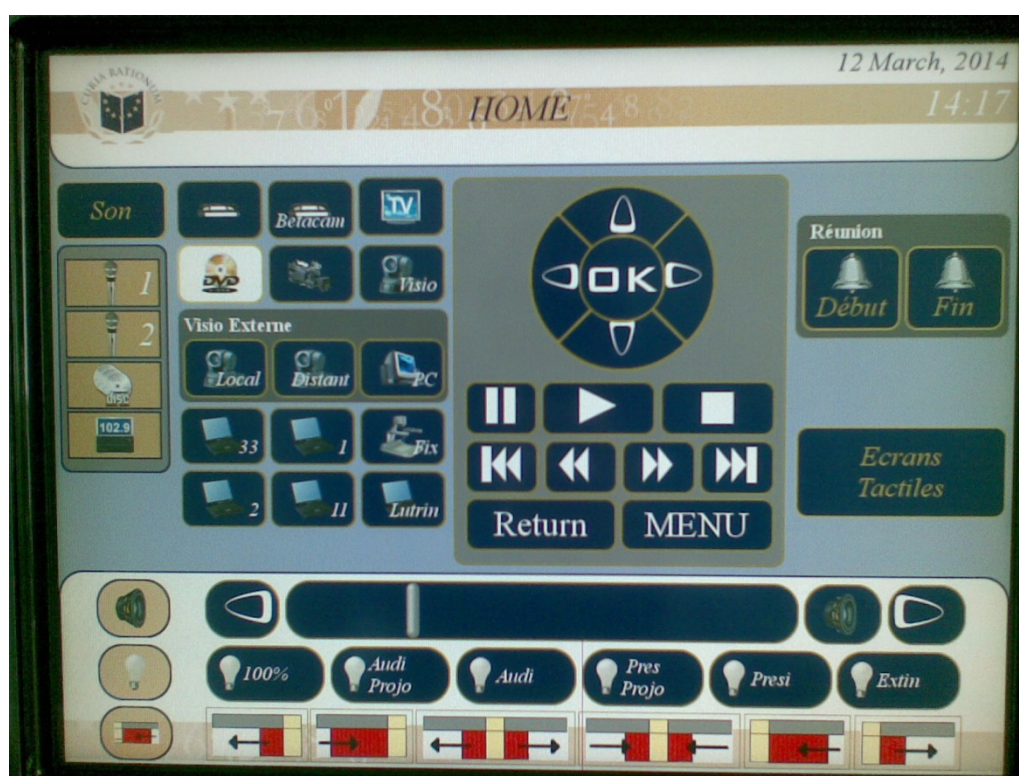 12 March, 2014
CURIA RATIONUM
HOME
14:17
Son
Betacam
TV
1
DVD
Visio
Réunion
Début
Fin
2
Visio Externe
Local
Distant
PC
disc
102.9
33
1
Fix
2
11
Lutrin
OK
Return
MENU
Ecrans
Tactiles
100%
Audi
Projo
Audi
Pres
Projo
Presi
Extin